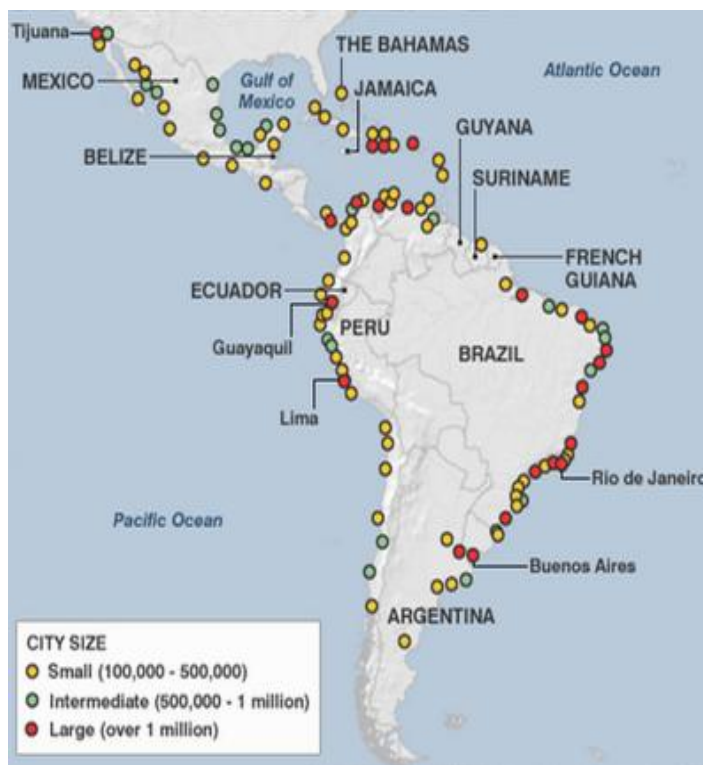 Tijuana
THE BAHAMAS
Atlantic Ocean
MEXICO
Gulf of
Mexico
JAMAICA
GUYANA
BELIZE
SURINAME
FRENCH
GUIANA
ECUADOR
PERU
Guayaquil
BRAZIL
Lima
Rio de Janeiro
Pacific Ocean
Buenos Aires
ARGENTINA
CITY SIZE
Small (100,000 - 500,000)
Intermediate (500,000 - 1 million)
Large (over 1 million)